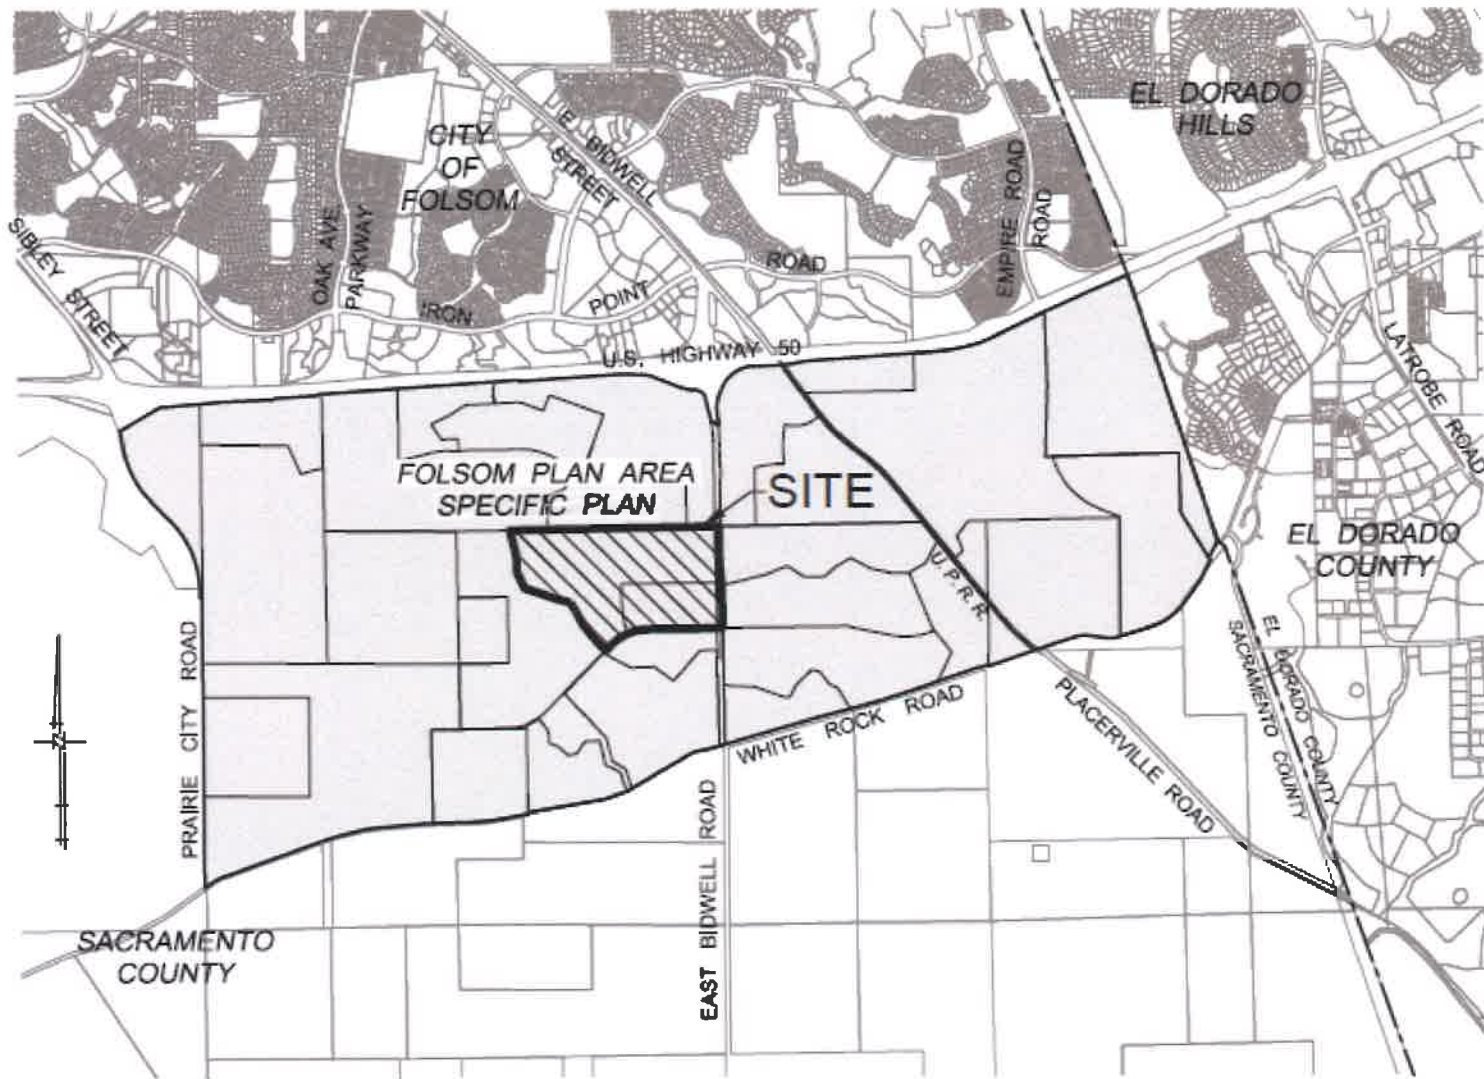 EL DORADO
HILLS
CITY
OF
FOLSOM
E. BIDWELL
STREET
EMPIRE ROAD
ROAD
SIBLEY STREET
OAK AVE
PARKWAY
IRON
POINT
ROAD
U.S. HIGHWAY 50
LATROBE ROAD
FOLSOM PLAN AREA
SPECIFIC PLAN
SITE
EL DORADO
COUNTY
U.P.R.R.
PRAIRIE CITY ROAD
EL DORADO COUNTY
SACRAMENTO COUNTY
WHITE ROCK ROAD
PLACERVILLE ROAD
EAST BIDWELL ROAD
SACRAMENTO
COUNTY